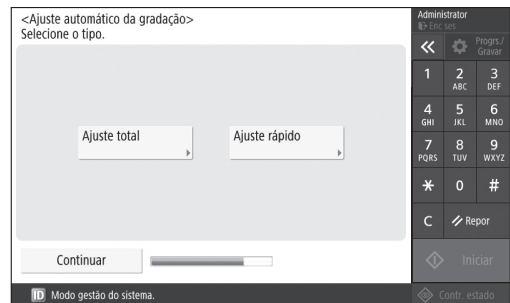 <Ajuste automático da gradação>
Selecione o tipo.
Ajuste total
Ajuste rápido
Continuar
ID Modo gestão do sistema.
Administrator
Enc ses
Progrs./
Gravar
1
2
3
ABC
DEF
4
5
6
GHI
JKL
MNO
7
8
9
PQRS
TUV
WXYZ
0
#
C
Repor
Iniciar
Contr. estado